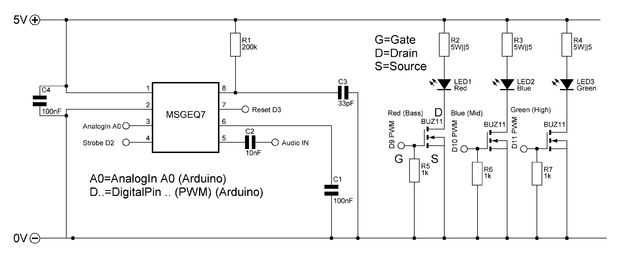 5V
R1
200k
C4
100nF
1
2
3
4
MSGEQ7
8
7
6
5
AnalogIn A0
Strobe D2
Reset D3
C3
33pF
C2
10nF
Audio IN
C1
100nF
A0=AnalogIn A0 (Arduino)
D..=DigitalPin .. (PWM) (Arduino)
G=Gate
D=Drain
S=Source
R2
5W||5
R3
5W||5
R4
5W||5
LED1
Red
LED2
Blue
LED3
Green
Red (Bass)
Blue (Mid)
Green (High)
D
BUZ11
BUZ11
BUZ11
D9 PWM
D10 PWM
D11 PWM
G
S
R5
1k
R6
1k
R7
1k
0V